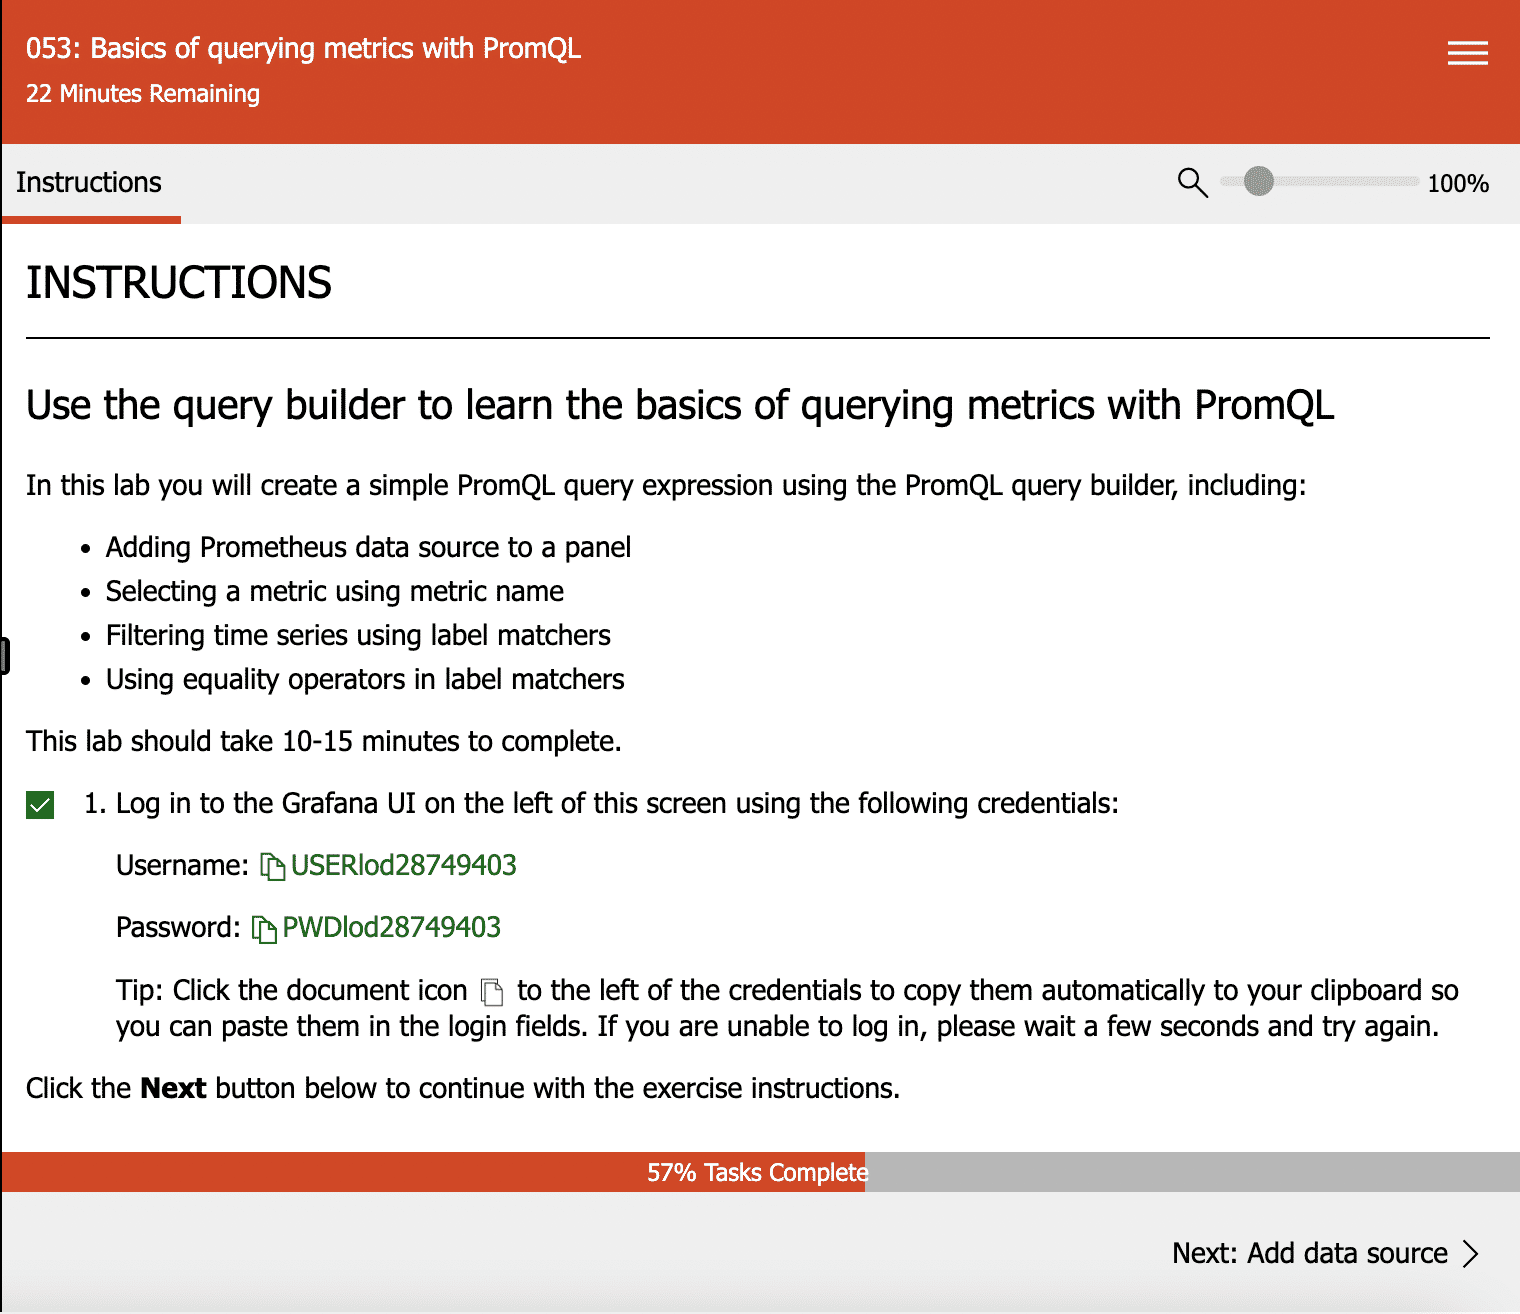 053: Basics of querying metrics with PromQL
22 Minutes Remaining
Instructions
100%
INSTRUCTIONS
Use the query builder to learn the basics of querying metrics with PromQL
In this lab you will create a simple PromQL query expression using the PromQL query builder, including:
• Adding Prometheus data source to a panel
• Selecting a metric using metric name
• Filtering time series using label matchers
• Using equality operators in label matchers
This lab should take 10-15 minutes to complete.
1. Log in to the Grafana UI on the left of this screen using the following credentials:
Username: USERlod28749403
Password: PWDlod28749403
Tip: Click the document icon to the left of the credentials to copy them automatically to your clipboard so
you can paste them in the login fields. If you are unable to log in, please wait a few seconds and try again.
Click the Next button below to continue with the exercise instructions.
57% Tasks Complete
Next: Add data source